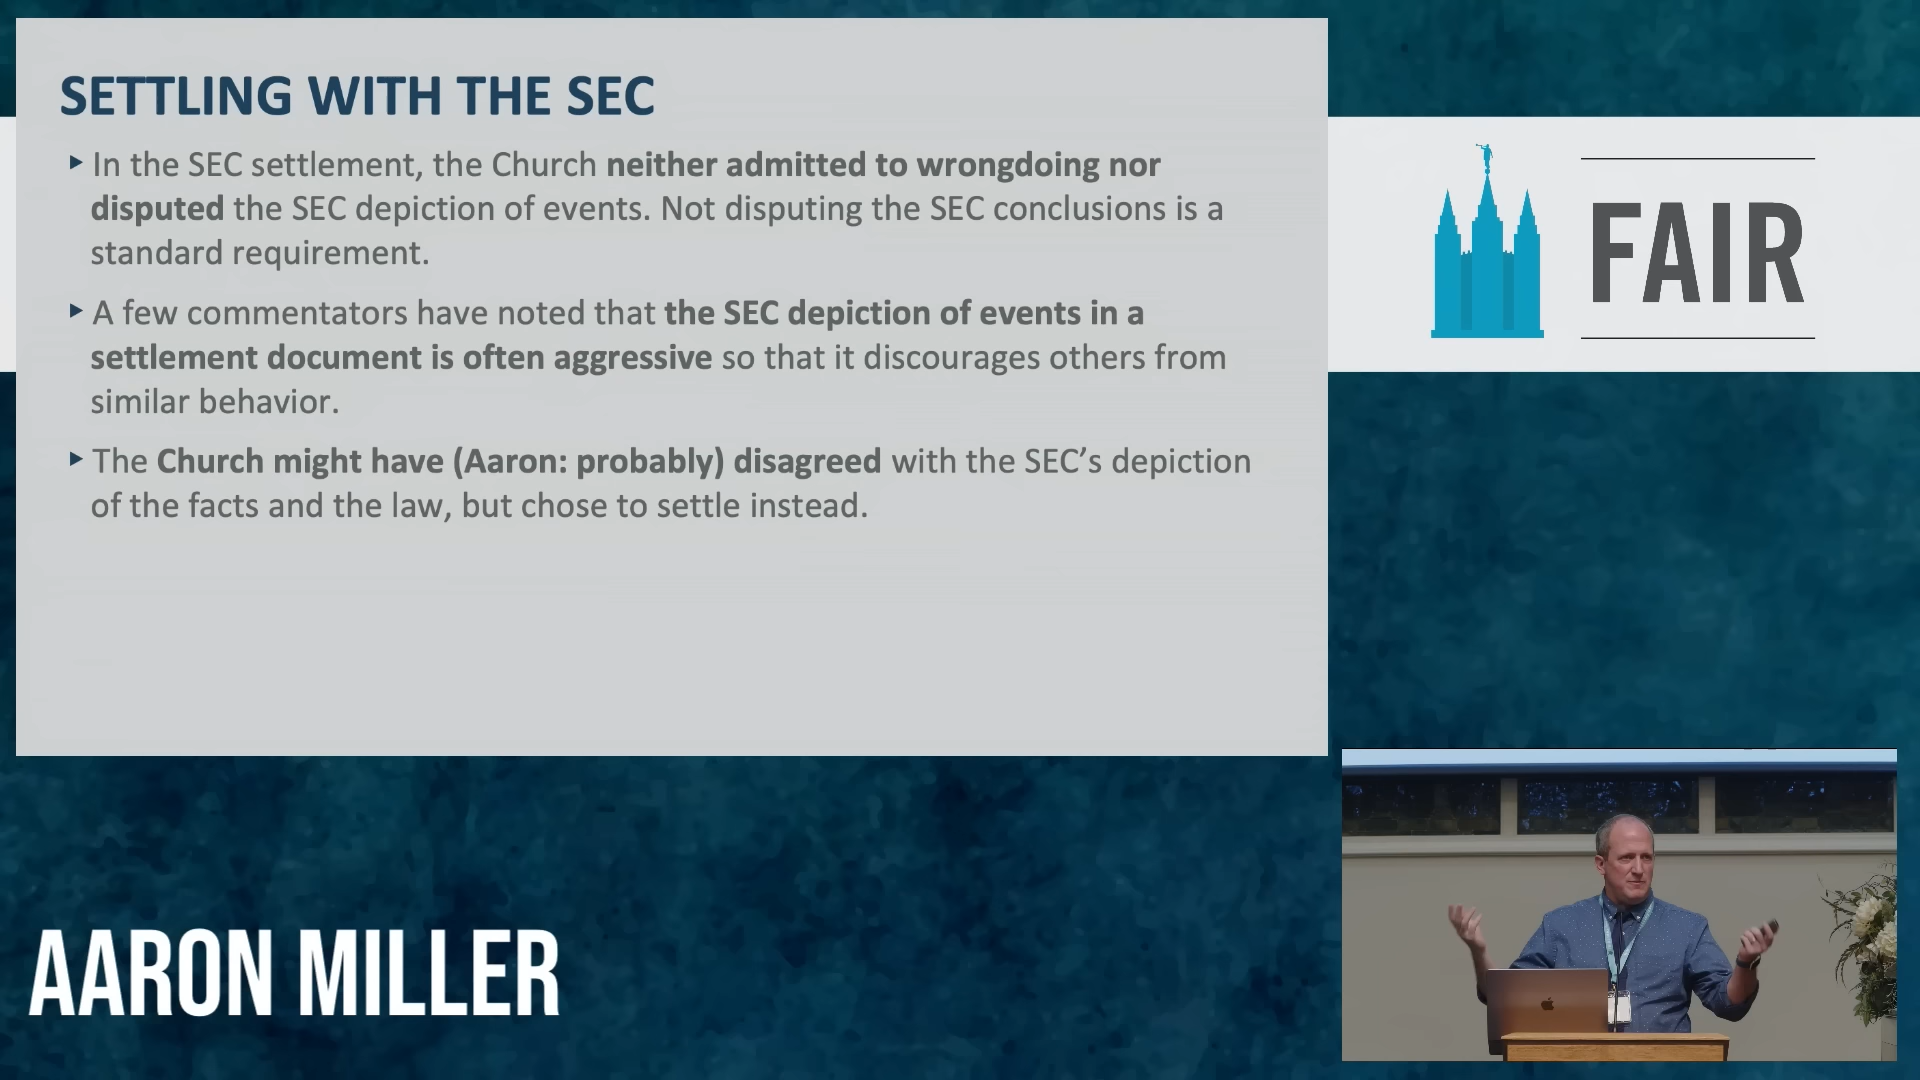 SETTLING WITH THE SEC
In the SEC settlement, the Church neither admitted to wrongdoing nor
disputed the SEC depiction of events. Not disputing the SEC conclusions is a
standard requirement.
A few commentators have noted that the SEC depiction of events in a
settlement document is often aggressive so that it discourages others from
similar behavior.
The Church might have (Aaron: probably) disagreed with the SEC’s depiction
of the facts and the law, but chose to settle instead.
FAIR
AARON MILLER